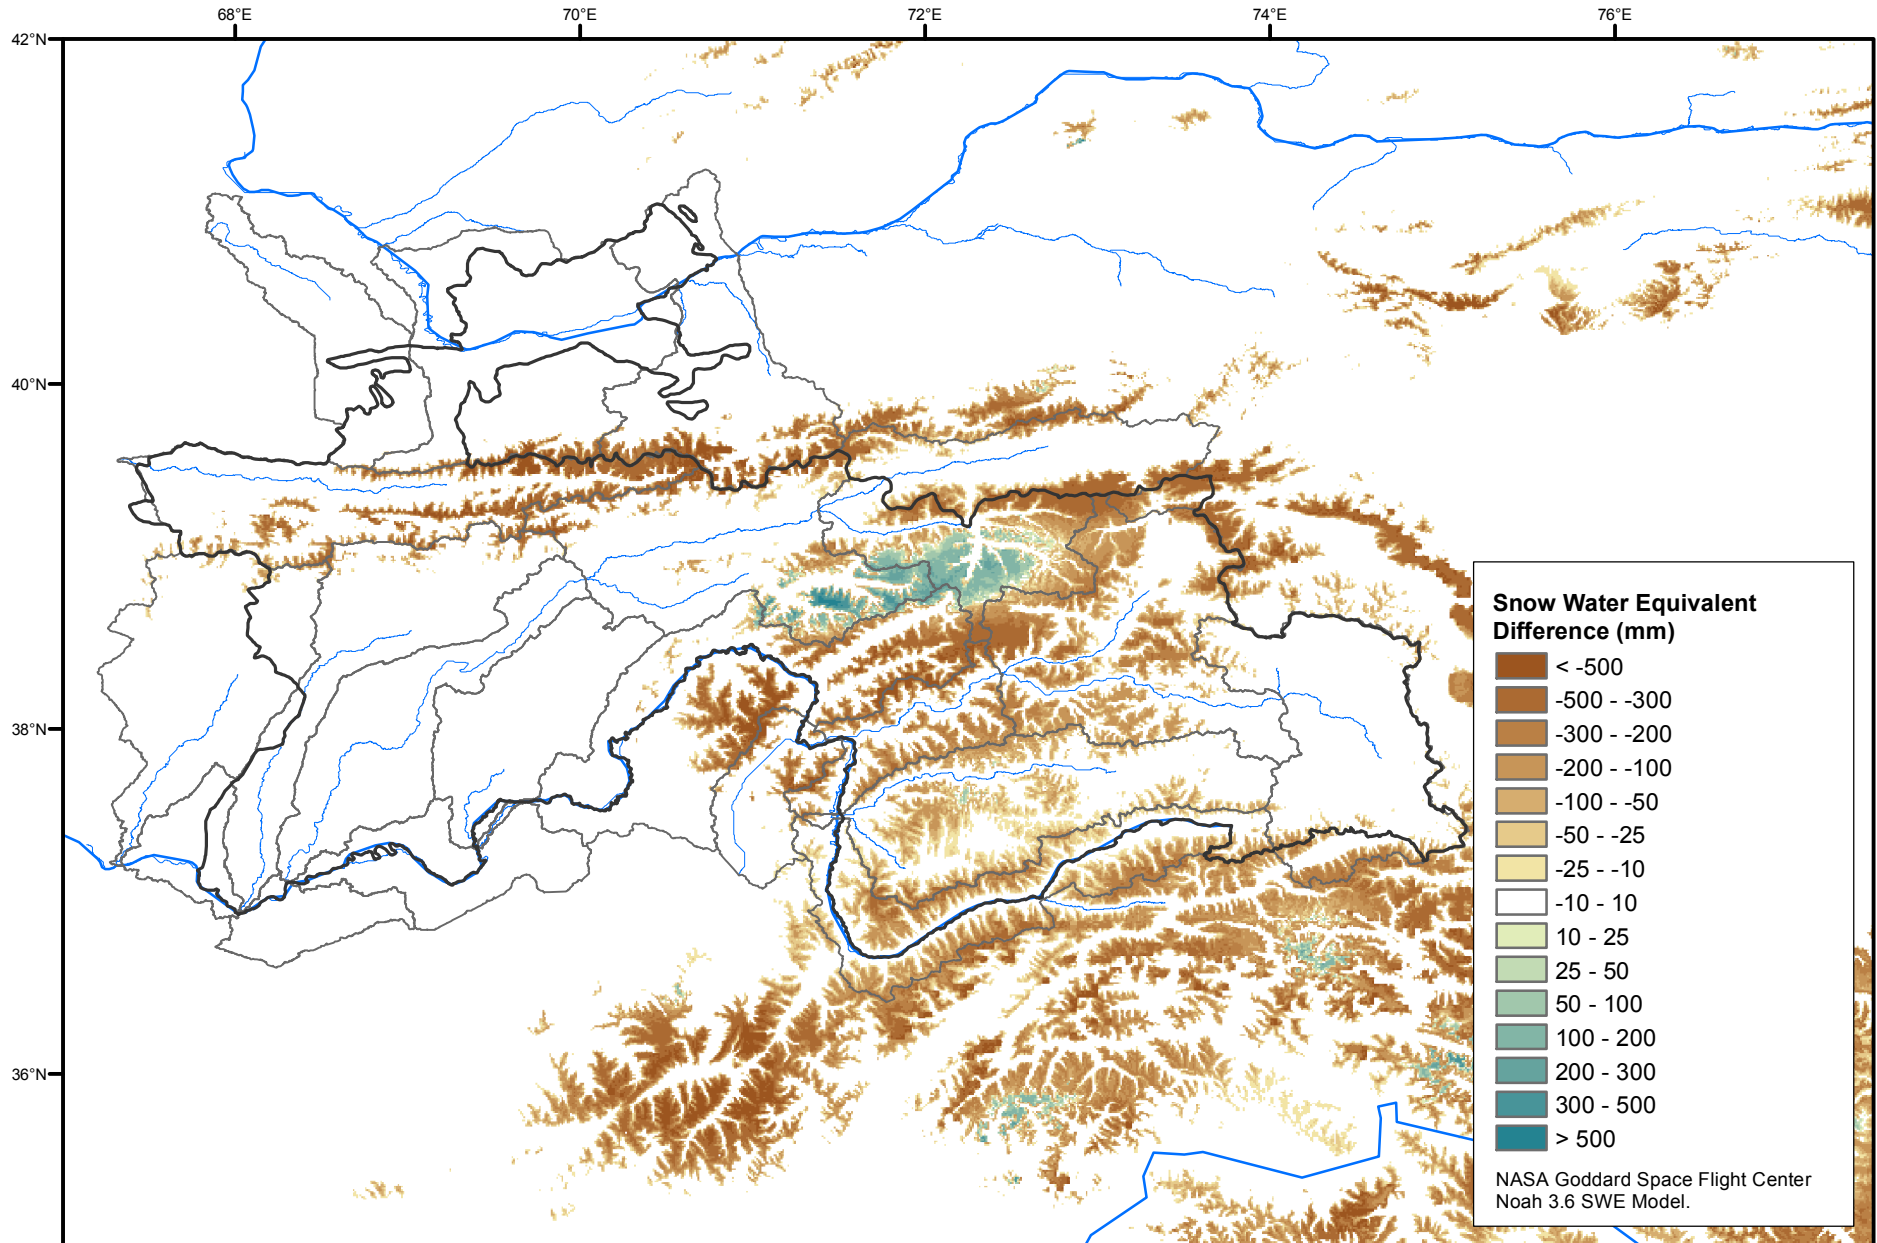 68°E
70°E
72°E
74°E
76°E
42°N
40°N
38°N
36°N
Snow Water Equivalent
Difference (mm)
< -500
-500 - -300
-300 - -200
-200 - -100
-100 - -50
-50 - -25
-25 - -10
-10 - 10
10 - 25
25 - 50
50 - 100
100 - 200
200 - 300
300 - 500
> 500
NASA Goddard Space Flight Center
Noah 3.6 SWE Model.